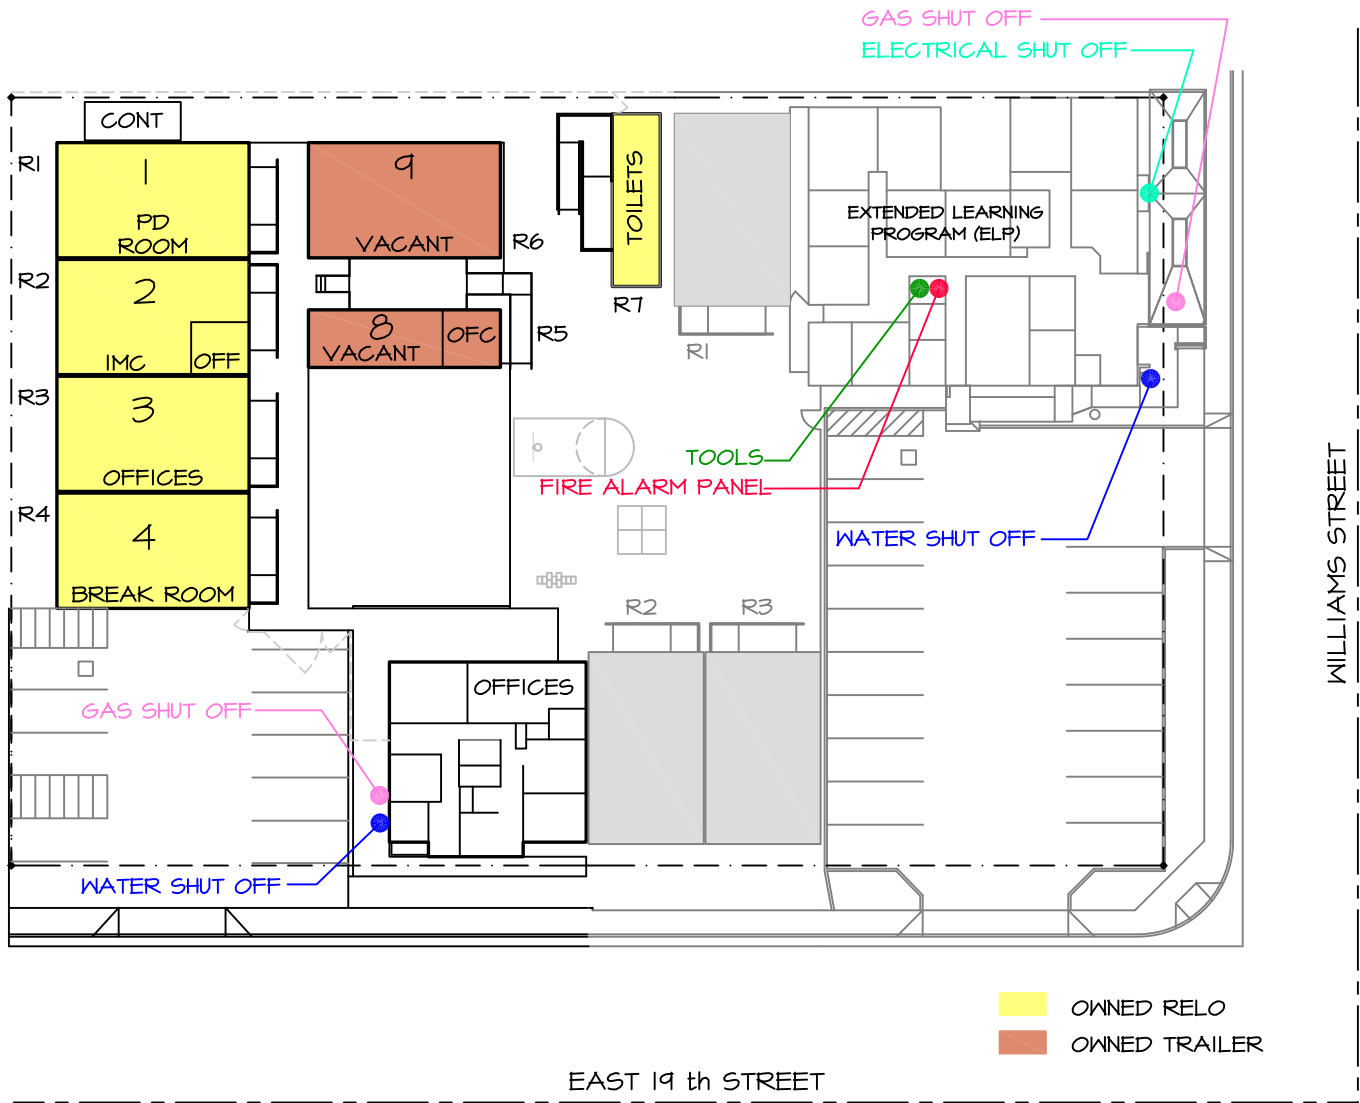 GAS SHUT OFF
ELECTRICAL SHUT OFF
CONT
R1
1
PD
ROOM
9
VACANT
R6
TOILETS
R7
EXTENDED LEARNING
PROGRAM (ELP)
R2
2
IMC
OFF
8
VACANT
OFC
R5
R1
R3
3
OFFICES
TOOLS
FIRE ALARM PANEL
R4
4
BREAK ROOM
WATER SHUT OFF
WILLIAMS STREET
R2
R3
OFFICES
GAS SHUT OFF
WATER SHUT OFF
OWNED RELO
OWNED TRAILER
EAST 19 th STREET